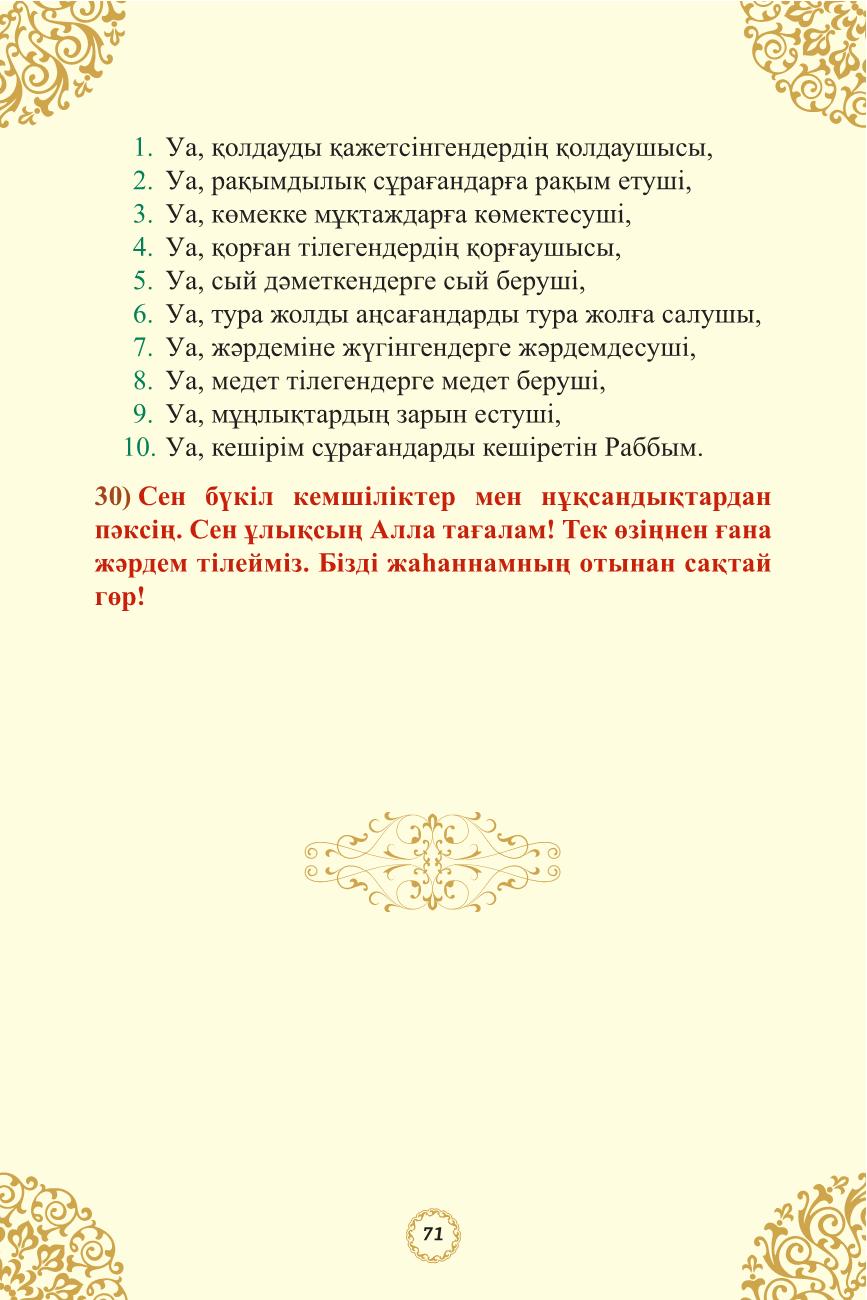 1. Уа, қолдауды қажетсінгендердің қолдаушысы,
2. Уа, рақымдылық сұрағандарға рақым етуші,
3. Уа, көмекке мұқтаждарға көмектесуші,
4. Уа, қорған тілегендердің қорғаушысы,
5. Уа, сый дәметкендерге сый беруші,
6. Уа, тура жолды аңсағандарды тура жолға салушы,
7. Уа, жәрдеміне жүгінгендерге жәрдемдесуші,
8. Уа, медет тілегендерге медет беруші,
9. Уа, мұңлықтардың зарын естуші,
10. Уа, кешірім сұрағандарды кешіретін Раббым.
30) Сен бүкіл кемшіліктер мен нұқсандықтардан
пәксің. Сен ұлықсың Алла тағалам! Тек өзіңнен ғана
жәрдем тілейміз. Бізді жаһаннамның отынан сақтай
гөр!
71